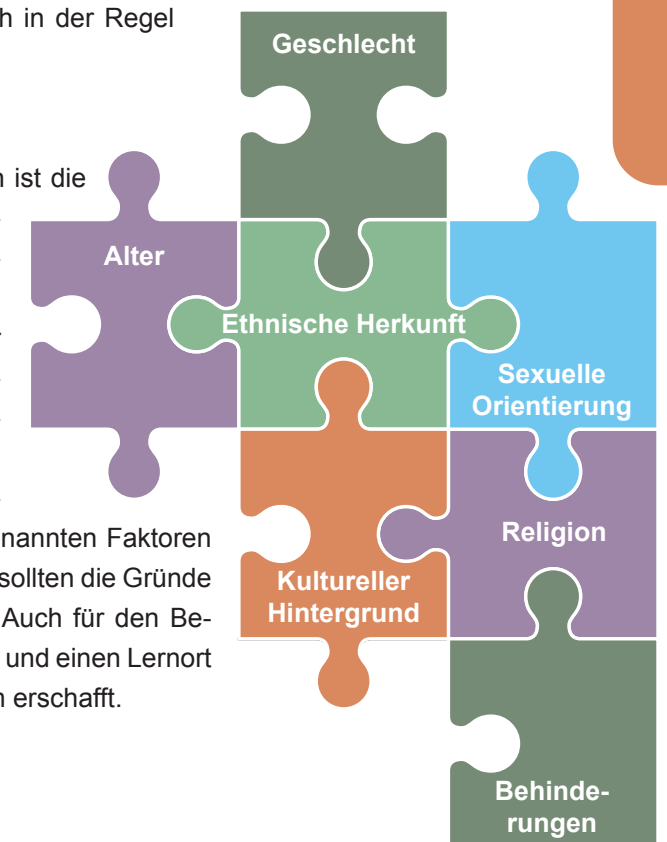 h in der Regel
n ist die
nannten Faktoren
sollten die Gründe
Auch für den Be-
und einen Lernort
n erschafft.
Geschlecht
Alter
Ethnische Herkunft
Sexuelle
Orientierung
Kultureller
Hintergrund
Religion
Behinde-
rungen